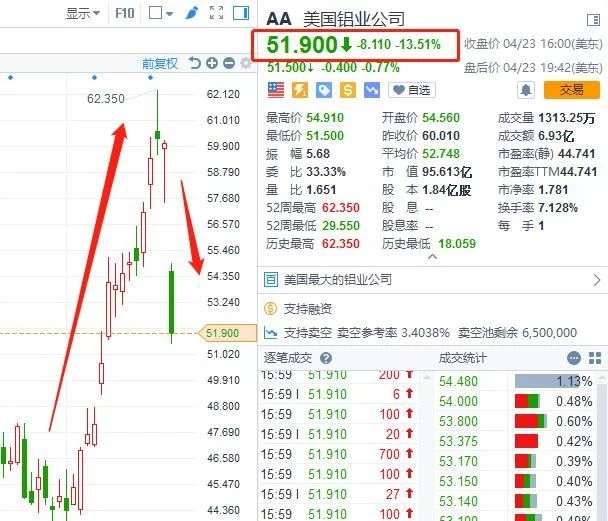 显示 F10
前复权
62.350
62.120
61.010
59.900
58.790
57.680
56.570
55.460
54.350
53.240
51.900
51.020
49.910
48.800
47.690
46.580
45.470
44.360
AA 美国铝业公司
51.900 -8.110 -13.51% 收盘价 04/23 16:00(美东)
51.500↓ -0.400 -0.77% 盘后价 04/23 19:42(美东)
自选 交易
最高价 54.910 开盘价 54.560 成交量 1313.25万
最低价 51.500 昨收价 60.010 成交额 6.93亿
振 幅 5.68 平均价 52.748 市盈率(静) 44.741
委 比 33.33% 市 值 95.613亿 市盈率TTM 44.741
量 比 1.651 股 本 1.84亿股 市净率 1.781
52周最高 62.350 股 息 -- 换手率 7.128%
52周最低 29.550 股息率 -- 每 手 1
历史最高 62.350 历史最低 18.059
美国最大的铝业公司
支持融资
支持卖空 卖空参考率 3.4038% 卖空池剩余 6,500,000
逐笔成交 成交统计
15:59 51.910 200 54.480 1.13%
15:59 I 51.910 6 54.000 0.48%
15:59 51.910 100 53.800 0.60%
15:59 I 51.910 20 53.375 0.42%
15:59 51.910 700 53.170 0.39%
15:59 51.910 100 53.150 0.40%
15:59 I 51.910 27 53.140 0.43%
15:59 51.910 100 53.100 0.49%